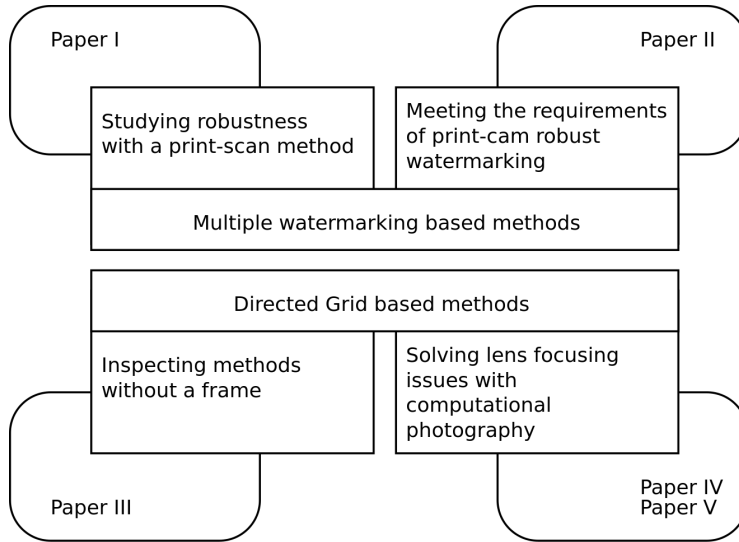 Paper I
Paper II
Studying robustness
with a print-scan method
Meeting the requirements
of print-cam robust
watermarking
Multiple watermarking based methods
Directed Grid based methods
Inspecting methods
without a frame
Solving lens focusing
issues with
computational
photography
Paper III
Paper IV
Paper V